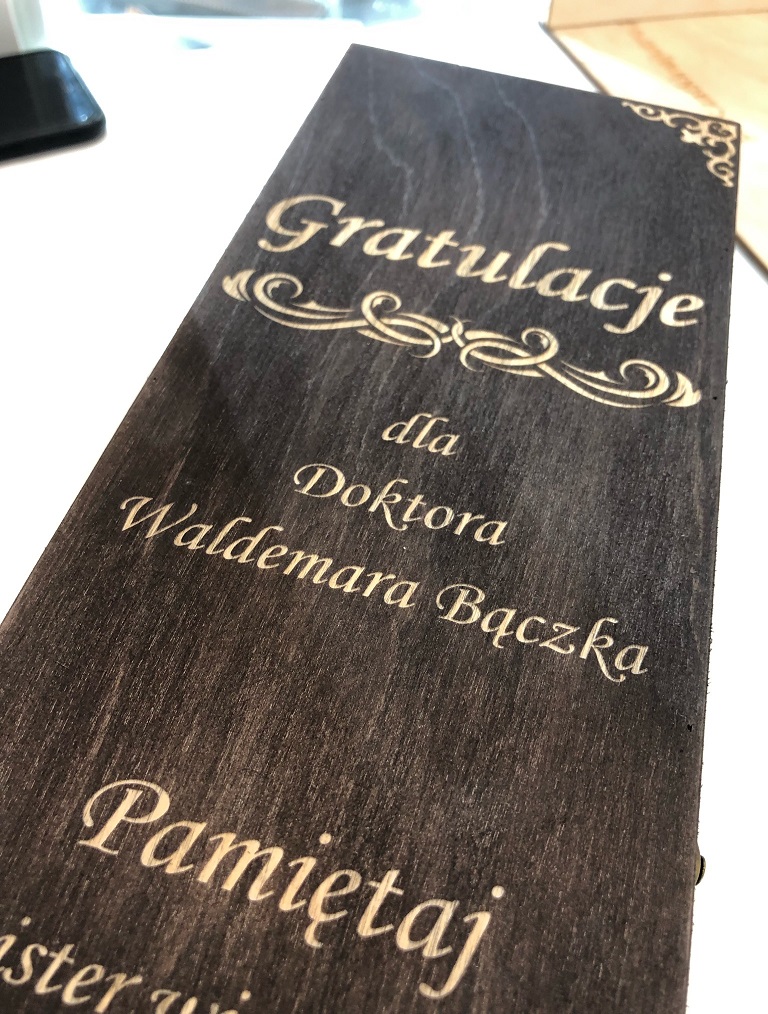 Gratulacje
dla
Doktora
Waldemara Bączka
Pamiętaj